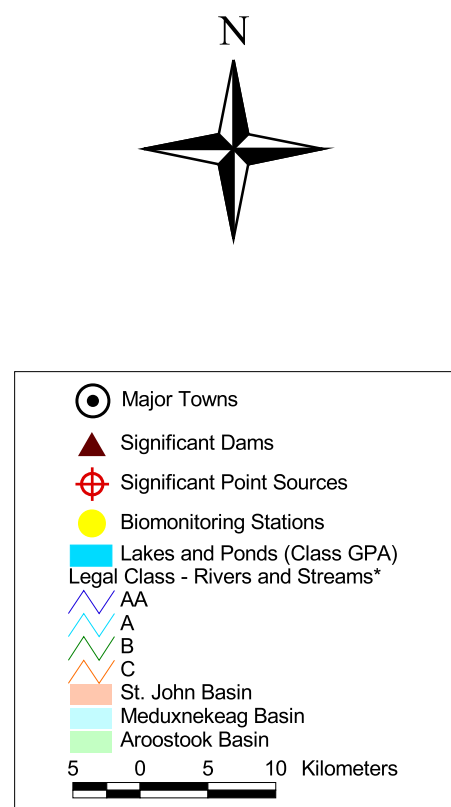 N
Major Towns
Significant Dams
Significant Point Sources
Biomonitoring Stations
Lakes and Ponds (Class GPA)
Legal Class - Rivers and Streams*
AA
A
B
C
St. John Basin
Meduxnekeag Basin
Aroostook Basin
5 0 5 10 Kilometers